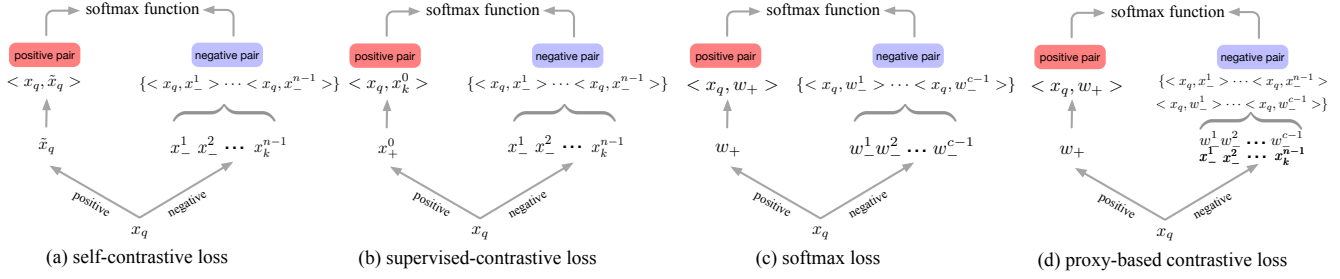 softmax function
positive pair
negative pair
< x_q, x̃_q >
{< x_q, x_-^1 > ⋯ < x_q, x_-^{n-1} >}
x̃_q
x_-^1 x_-^2 ⋯ x_k^{n-1}
positive
negative
x_q
(a) self-contrastive loss
softmax function
positive pair
negative pair
< x_q, x_k^0 >
{< x_q, x_-^1 > ⋯ < x_q, x_-^{n-1} >}
x_+^0
x_-^1 x_-^2 ⋯ x_k^{n-1}
positive
negative
x_q
(b) supervised-contrastive loss
softmax function
positive pair
negative pair
< x_q, w_+ >
{< x_q, w_-^1 > ⋯ < x_q, w_-^{c-1} >}
w_+
w_-^1 w_-^2 ⋯ w_-^{c-1}
positive
negative
x_q
(c) softmax loss
softmax function
positive pair
negative pair
< x_q, w_+ >
{< x_q, x_-^1 > ⋯ < x_q, x_-^{n-1} >
< x_q, w_-^1 > ⋯ < x_q, w_-^{c-1} >}
w_+
w_-^1 w_-^2 ⋯ w_-^{c-1}
x_-^1 x_-^2 ⋯ x_k^{n-1}
positive
negative
x_q
(d) proxy-based contrastive loss